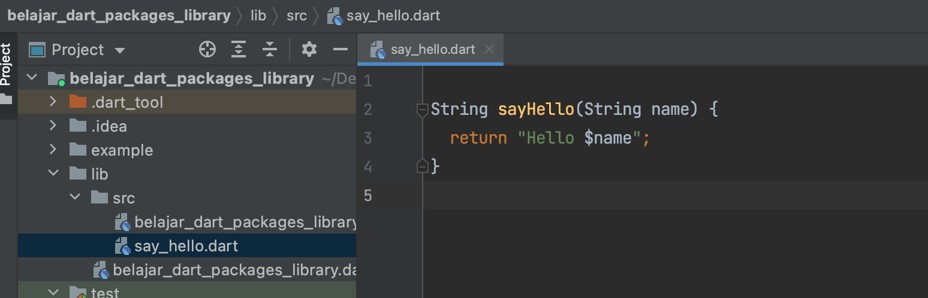 belajar_dart_packages_library lib src say_hello.dart
Project
Project
say_hello.dart
belajar_dart_packages_library ~/De
.dart_tool
.idea
example
lib
src
belajar_dart_packages_library
say_hello.dart
belajar_dart_packages_library.da
test
1
2 String sayHello(String name) {
3 return "Hello $name";
4 }
5